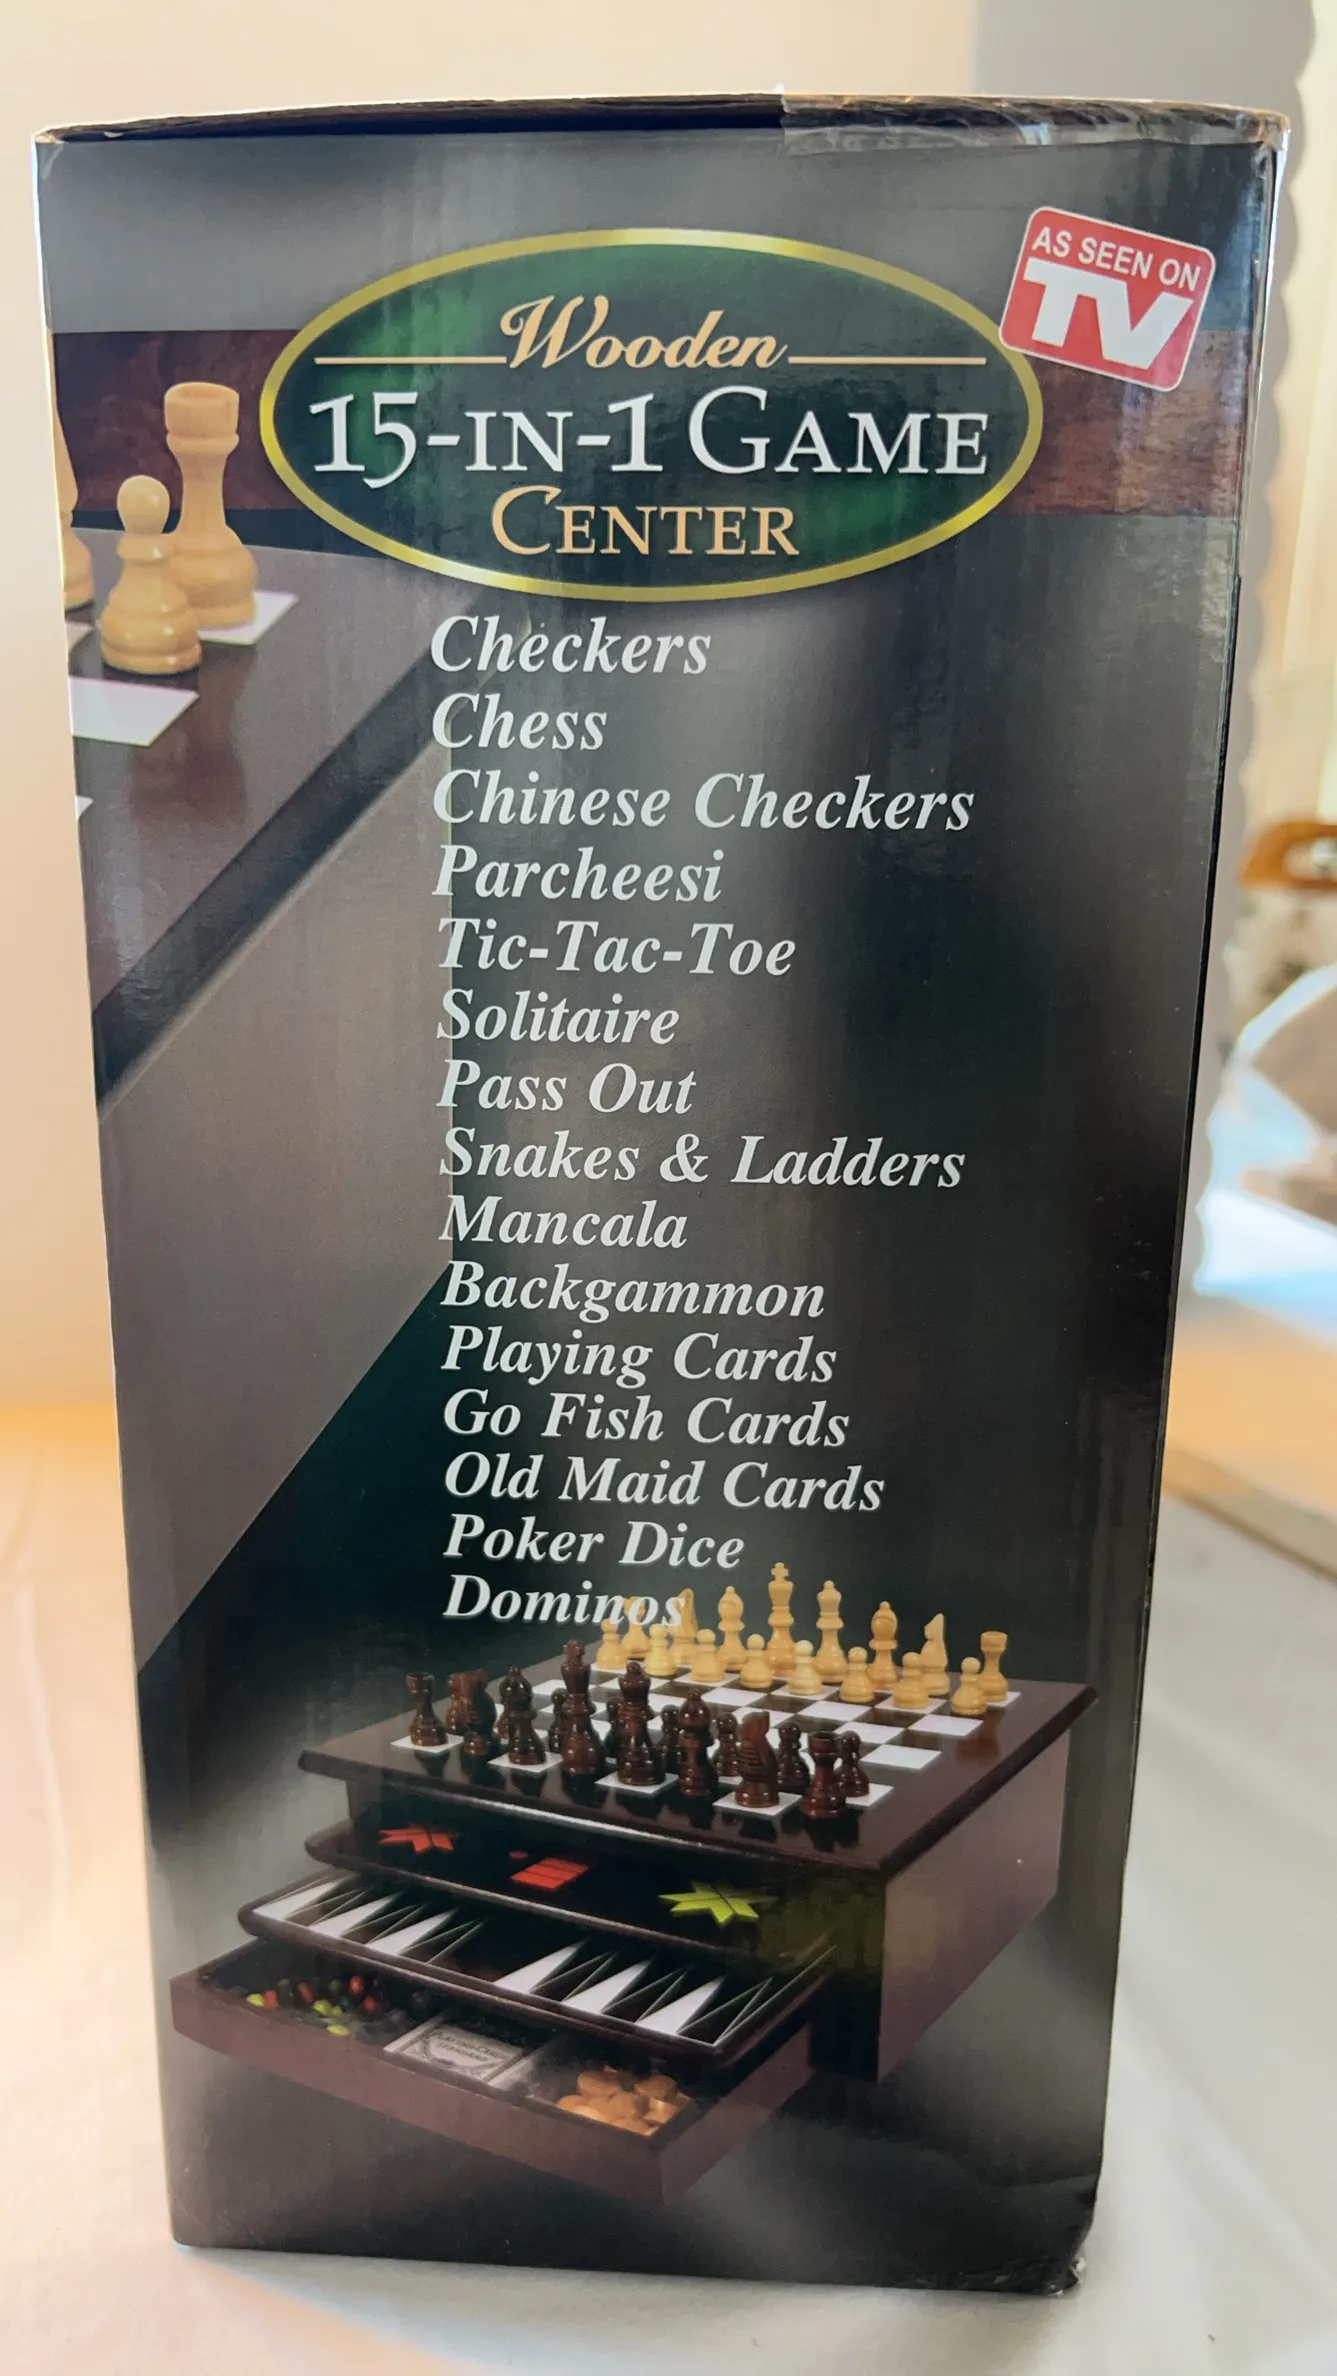 AS SEEN ON
TV
Wooden
15-IN-1 GAME
CENTER
Checkers
Chess
Chinese Checkers
Parcheesi
Tic-Tac-Toe
Solitaire
Pass Out
Snakes & Ladders
Mancala
Backgammon
Playing Cards
Go Fish Cards
Old Maid Cards
Poker Dice
Dominos